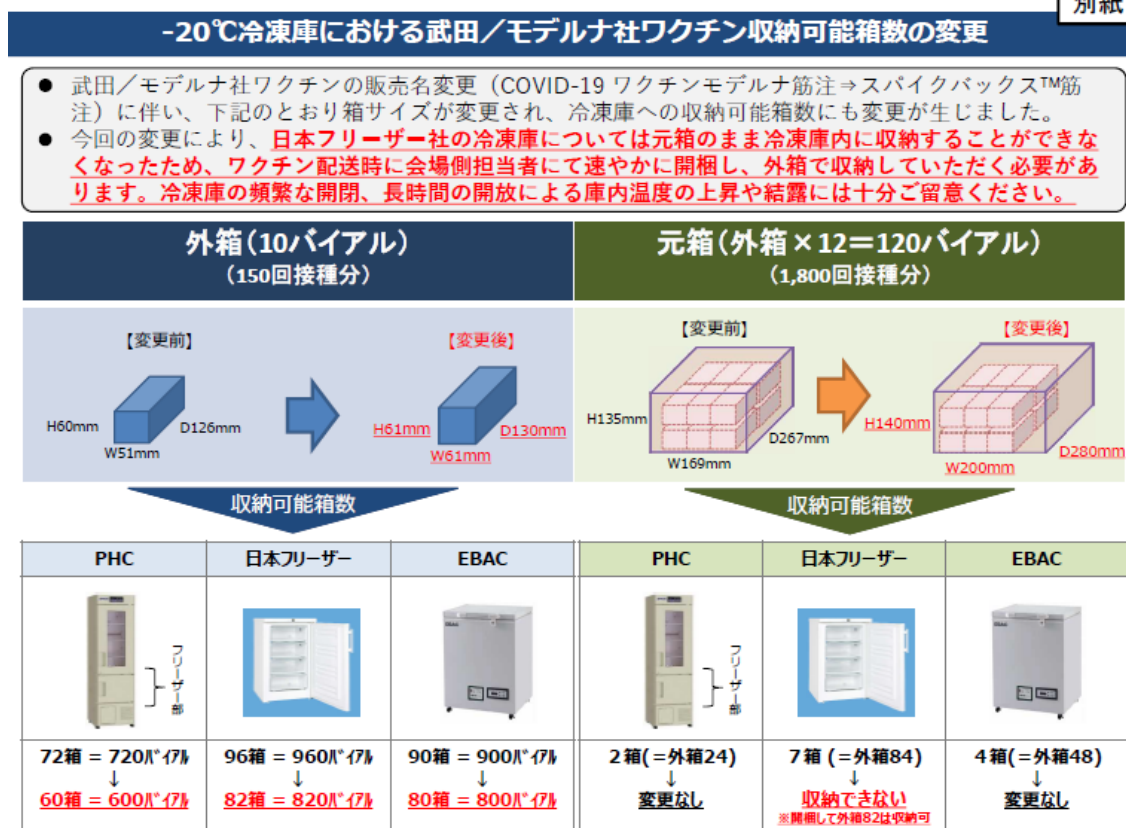 別紙
-20℃冷凍庫における武田／モデルナ社ワクチン収納可能箱数の変更
● 武田／モデルナ社ワクチンの販売名変更（COVID-19 ワクチンモデルナ筋注⇒スパイクバックス™筋
注）に伴い、下記のとおり箱サイズが変更され、冷凍庫への収納可能箱数にも変更が生じました。
● 今回の変更により、日本フリーザー社の冷凍庫については元箱のまま冷凍庫内に収納することができな
くなったため、ワクチン配送時に会場側担当者にて速やかに開梱し、外箱で収納していただく必要があ
ります。冷凍庫の頻繁な開閉、長時間の開放による庫内温度の上昇や結露には十分ご留意ください。
外箱（10バイアル）
（150回接種分）
元箱（外箱×12＝120バイアル）
（1,800回接種分）
【変更前】
【変更後】
H60mm
D126mm
W51mm
H61mm
D130mm
W61mm
【変更前】
【変更後】
H135mm
D267mm
W169mm
H140mm
D280mm
W200mm
収納可能箱数
収納可能箱数
PHC
日本フリーザー
EBAC
PHC
日本フリーザー
EBAC
フリーザー部
フリーザー部
72箱 = 720バイアル
↓
60箱 = 600バイアル
96箱 = 960バイアル
↓
82箱 = 820バイアル
90箱 = 900バイアル
↓
80箱 = 800バイアル
2箱(=外箱24)
↓
変更なし
7箱 (=外箱84)
↓
収納できない
※開梱して外箱82は収納可
4箱(=外箱48)
↓
変更なし